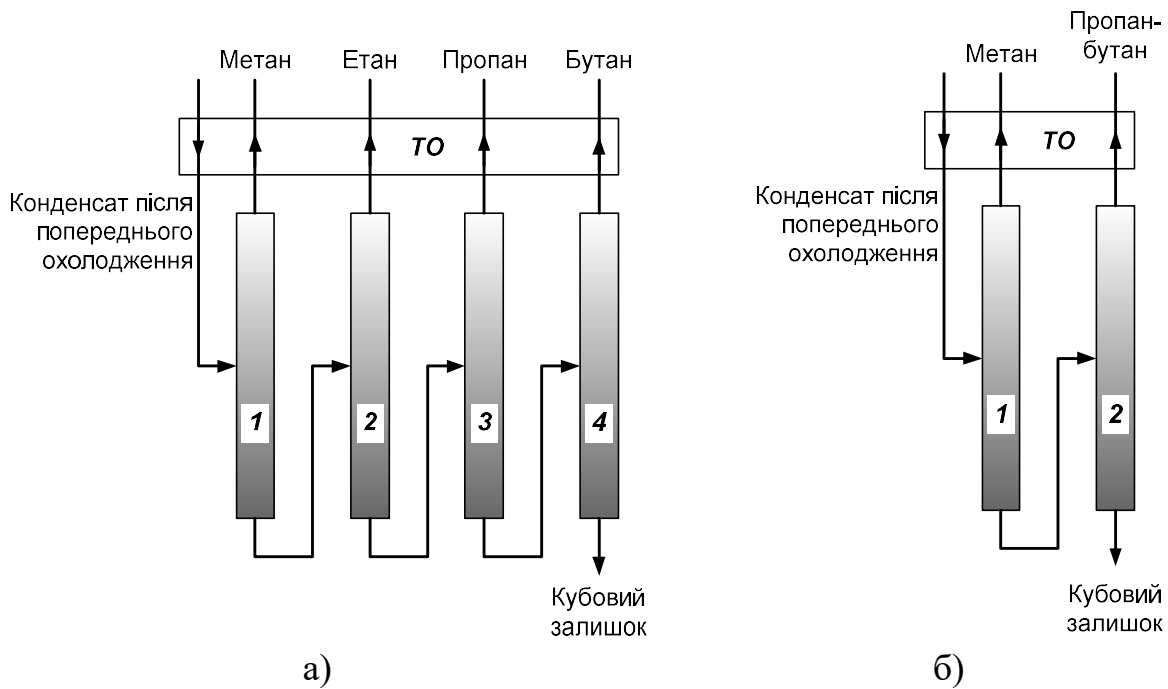 Метан Етан Пропан Бутан
ТО
Конденсат після
попереднього
охолодження
1 2 3 4
Кубовий
залишок
а)
Пропан-
бутан
Метан
ТО
Конденсат після
попереднього
охолодження
1 2
Кубовий
залишок
б)